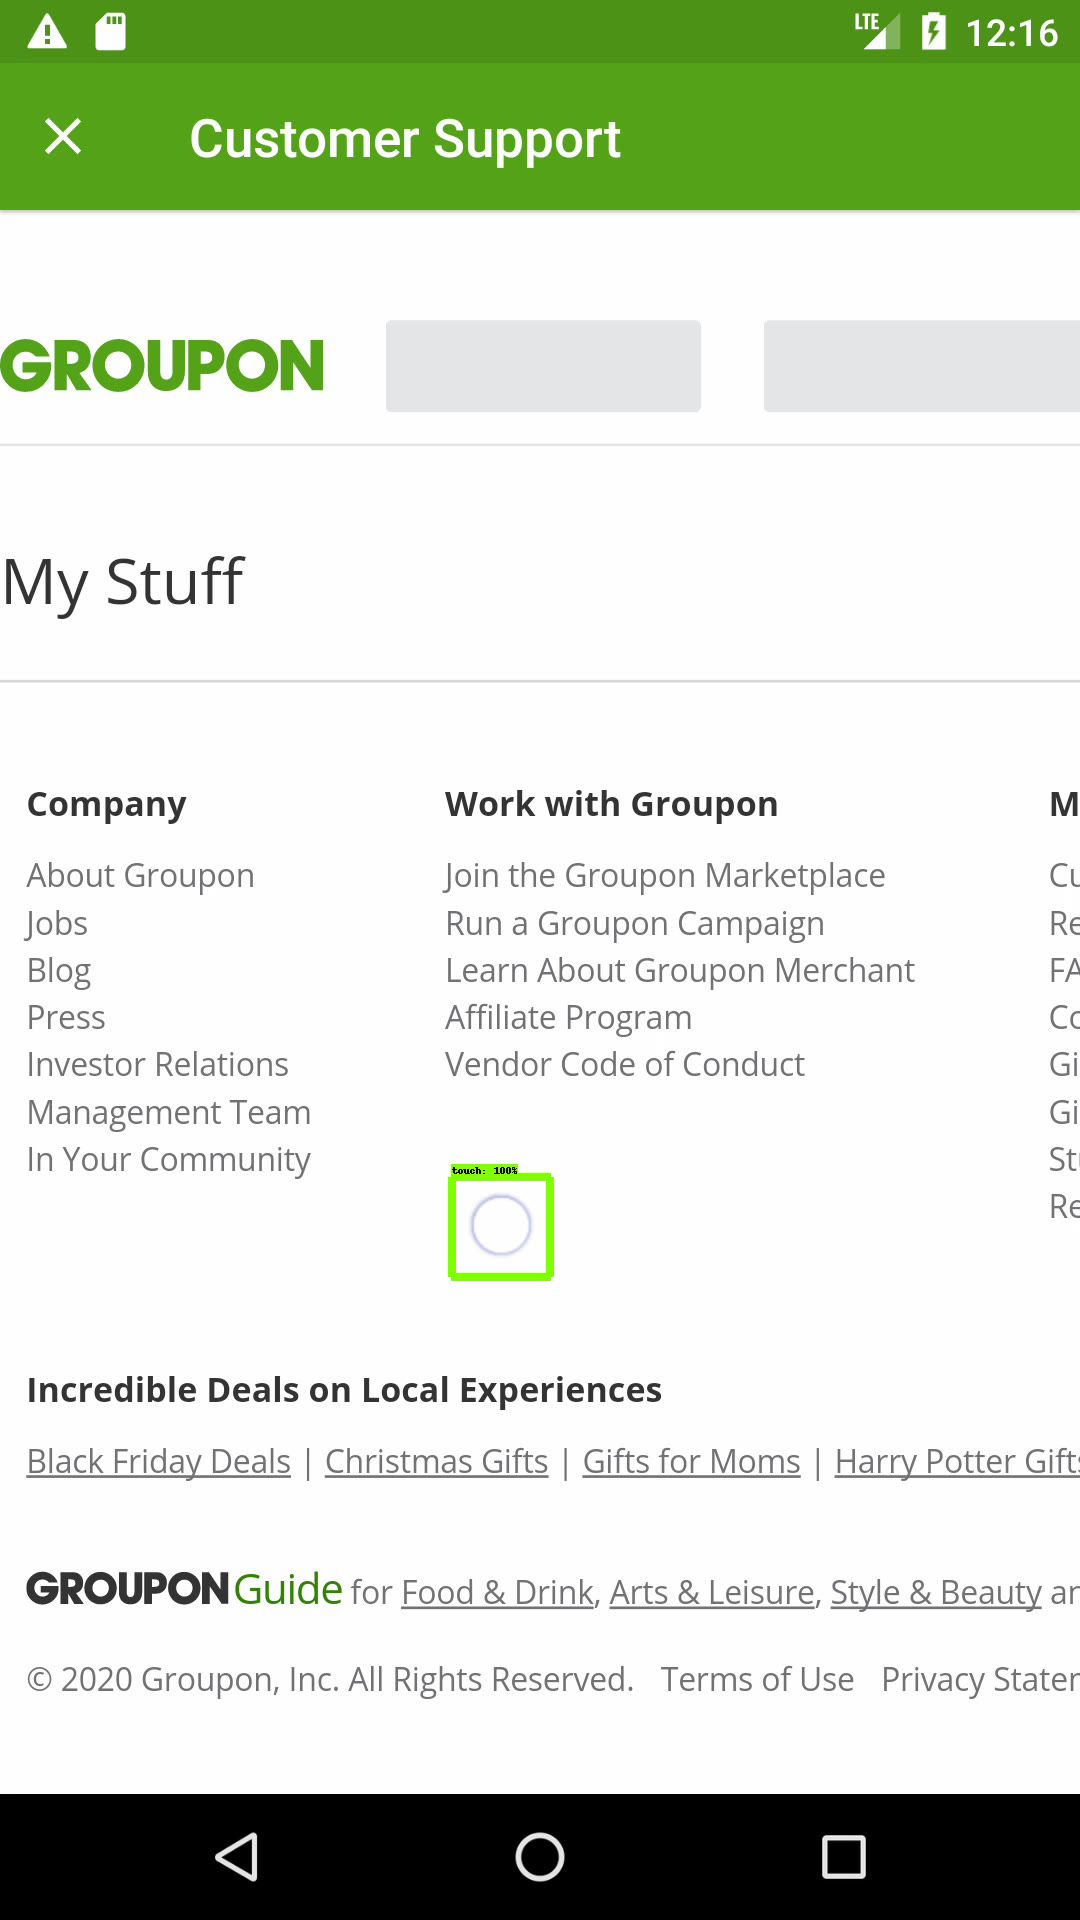 LTE 12:16
Customer Support
GROUPON
My Stuff
Company
About Groupon
Jobs
Blog
Press
Investor Relations
Management Team
In Your Community
Work with Groupon
Join the Groupon Marketplace
Run a Groupon Campaign
Learn About Groupon Merchant
Affiliate Program
Vendor Code of Conduct
M
Cu
Re
FA
Co
Gi
Gi
Stu
Re
touch: 100%
Incredible Deals on Local Experiences
Black Friday Deals | Christmas Gifts | Gifts for Moms | Harry Potter Gifts
GROUPON Guide for Food & Drink, Arts & Leisure, Style & Beauty an
© 2020 Groupon, Inc. All Rights Reserved. Terms of Use Privacy Stater